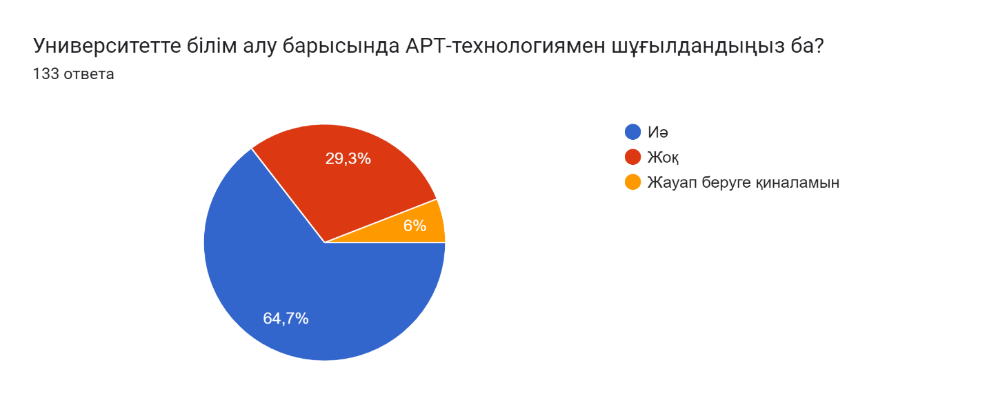 Университетте білім алу барысында АРТ-технологиямен шұғылдандыңыз ба?
133 ответа
Иә
Жоқ
Жауап беруге қиналамын
29,3%
6%
64,7%